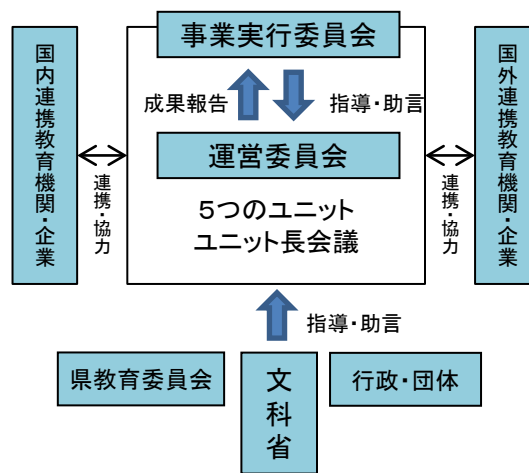 事業実行委員会
成果報告
指導・助言
運営委員会
5つのユニット
ユニット長会議
国内連携教育機関・企業
連携・協力
国外連携教育機関・企業
連携・協力
指導・助言
県教育委員会
文科省
行政・団体